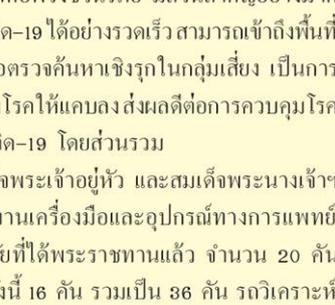 ด-19 ได้อย่างรวดเร็ว สามารถเข้าถึงพื้นที่
อตรวจค้นหาเชิงรุกในกลุ่มเสี่ยง เป็นการ
โรคให้แคบลง ส่งผลดีต่อการควบคุมโรค
ิด-19 โดยส่วนรวม
จพระเจ้าอยู่หัว และสมเด็จพระนางเจ้าฯ
านเครื่องมือและอุปกรณ์ทางการแพทย์
ัยที่ได้พระราชทานแล้ว จำนวน 20 คัน
ังนี้ 16 คัน รวมเป็น 36 คัน รถวิเคราะห์